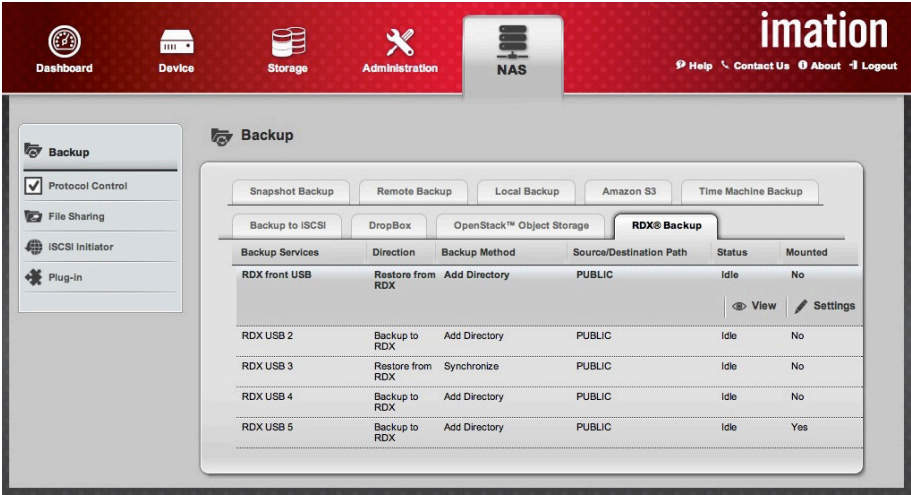 imation
Dashboard
Device
Storage
Administration
NAS
Help Contact Us About Logout
Backup
Protocol Control
File Sharing
iSCSI Initiator
Plug-in
Backup
Snapshot Backup Remote Backup Local Backup Amazon S3 Time Machine Backup
Backup to iSCSI DropBox OpenStack™ Object Storage RDX® Backup
Backup Services Direction Backup Method Source/Destination Path Status Mounted
RDX front USB Restore from RDX Add Directory PUBLIC Idle No
View Settings
RDX USB 2 Backup to RDX Add Directory PUBLIC Idle No
RDX USB 3 Restore from RDX Synchronize PUBLIC Idle No
RDX USB 4 Backup to RDX Add Directory PUBLIC Idle No
RDX USB 5 Backup to RDX Add Directory PUBLIC Idle Yes